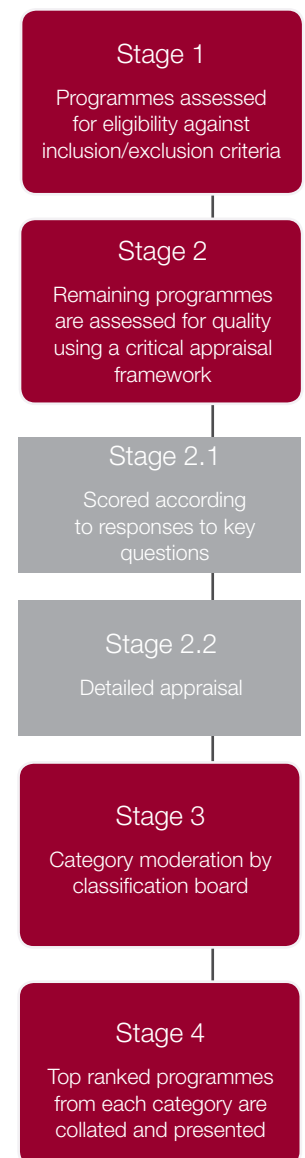 Stage 1
Programmes assessed
for eligibility against
inclusion/exclusion criteria
Stage 2
Remaining programmes
are assessed for quality
using a critical appraisal
framework
Stage 2.1
Scored according
to responses to key
questions
Stage 2.2
Detailed appraisal
Stage 3
Category moderation by
classification board
Stage 4
Top ranked programmes
from each category are
collated and presented